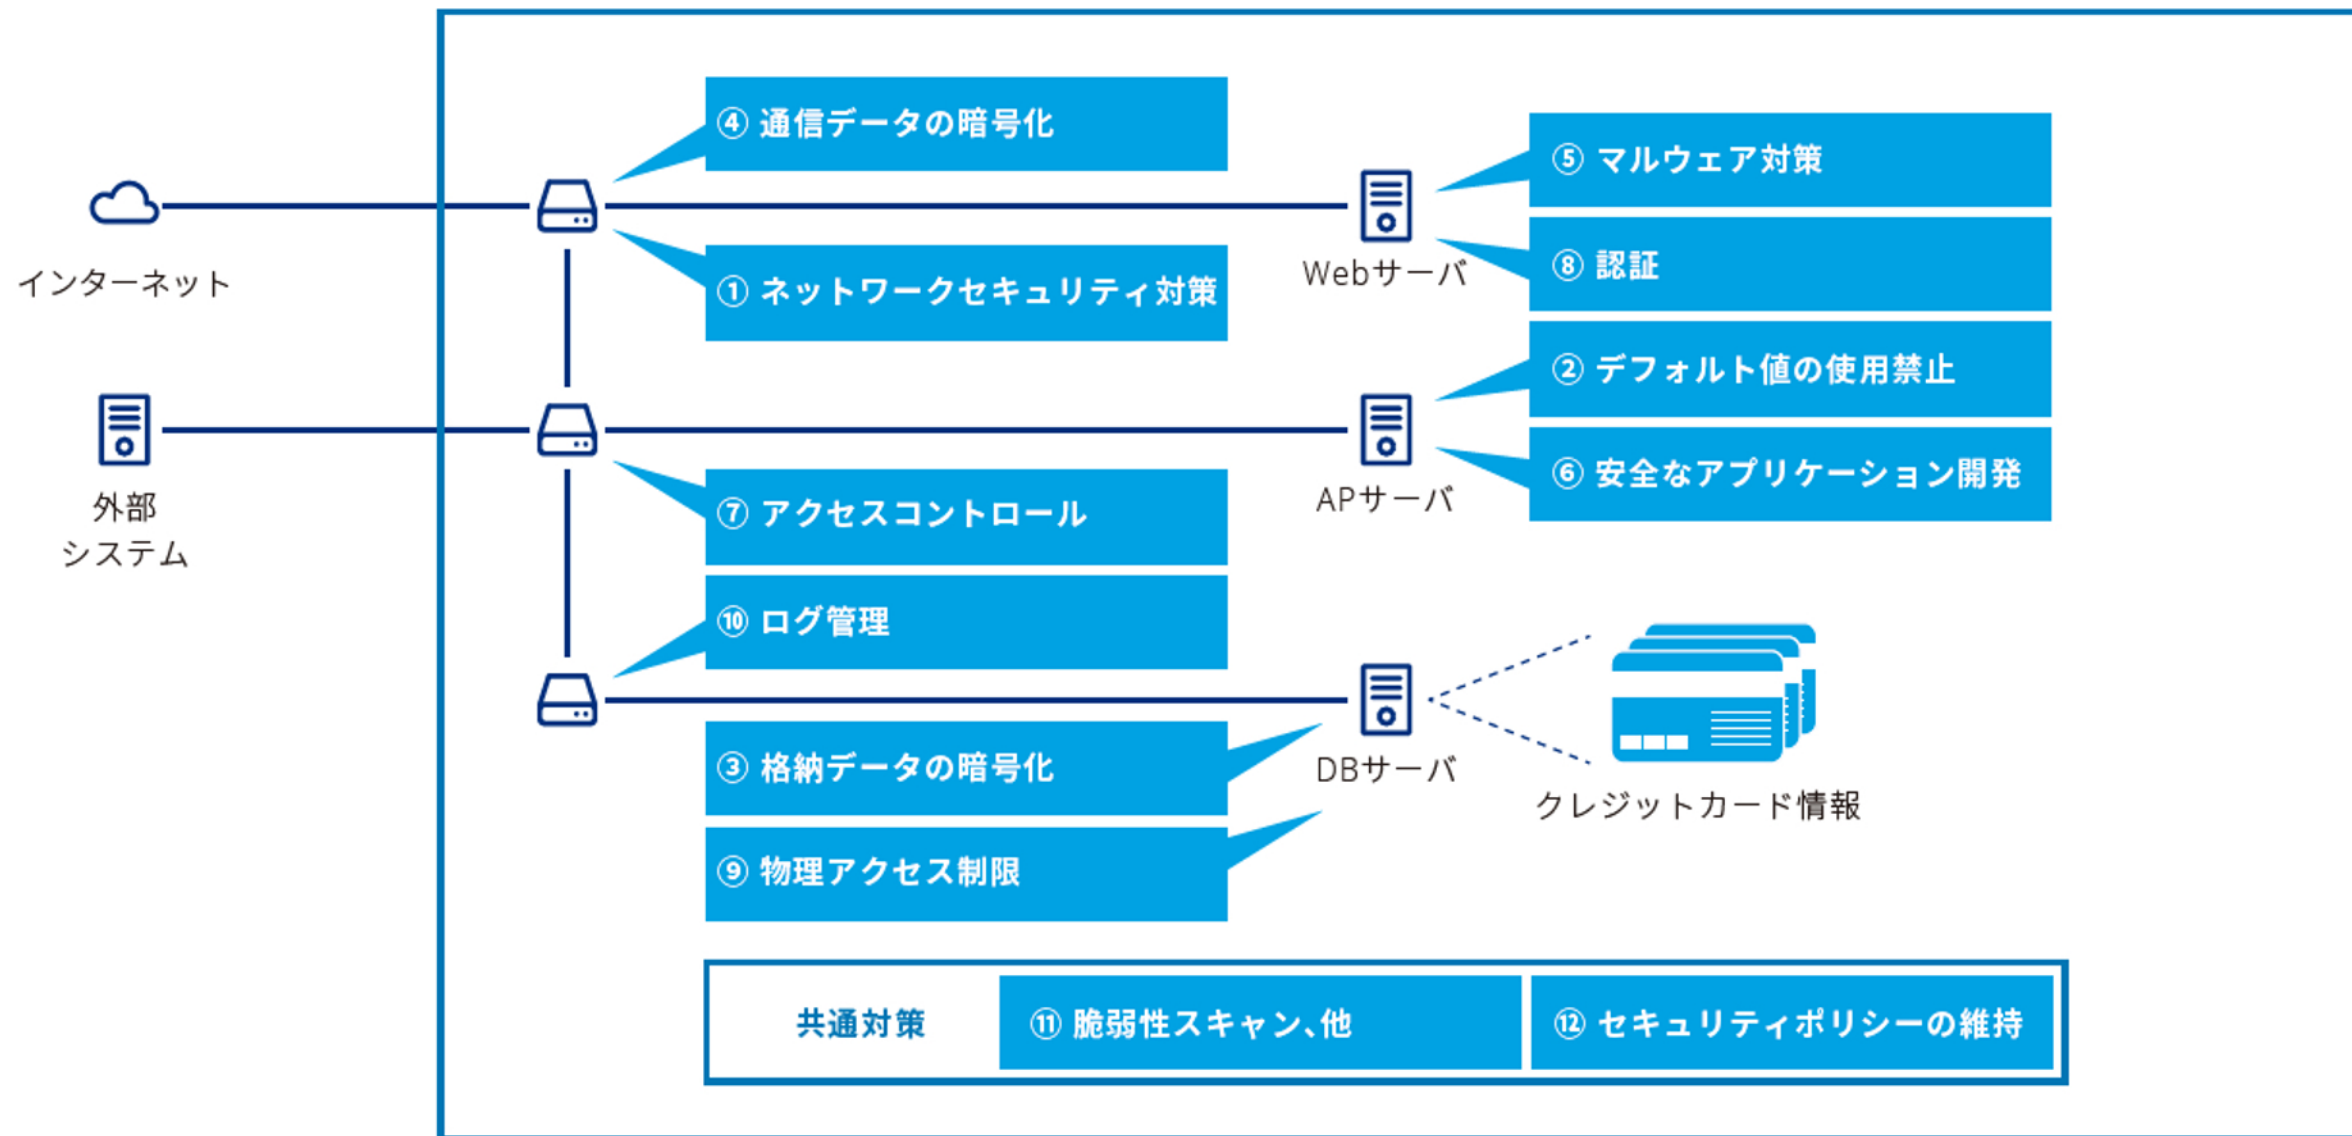 ④ 通信データの暗号化
⑤ マルウェア対策
インターネット
① ネットワークセキュリティ対策
Webサーバ
⑧ 認証
② デフォルト値の使用禁止
外部
システム
APサーバ
⑥ 安全なアプリケーション開発
⑦ アクセスコントロール
⑩ ログ管理
③ 格納データの暗号化
DBサーバ
クレジットカード情報
⑨ 物理アクセス制限
共通対策
⑪ 脆弱性スキャン、他
⑫ セキュリティポリシーの維持